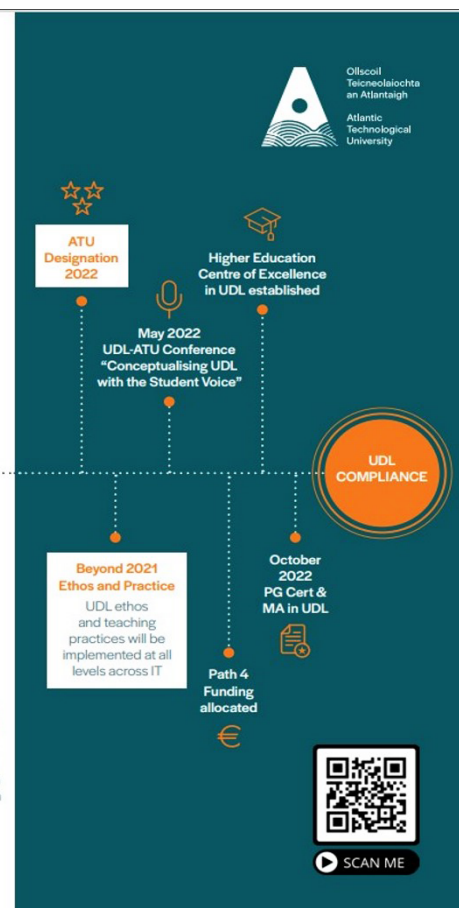 Ollscoil
Teicneolaíochta
an Atlantaigh
Atlantic
Technological
University
ATU
Designation
2022
Higher Education
Centre of Excellence
in UDL established
May 2022
UDL-ATU Conference
“Conceptualising UDL
with the Student Voice”
UDL
COMPLIANCE
Beyond 2021
Ethos and Practice
UDL ethos
and teaching
practices will be
implemented at all
levels across IT
October
2022
PG Cert &
MA in UDL
Path 4
Funding
allocated
€
SCAN ME